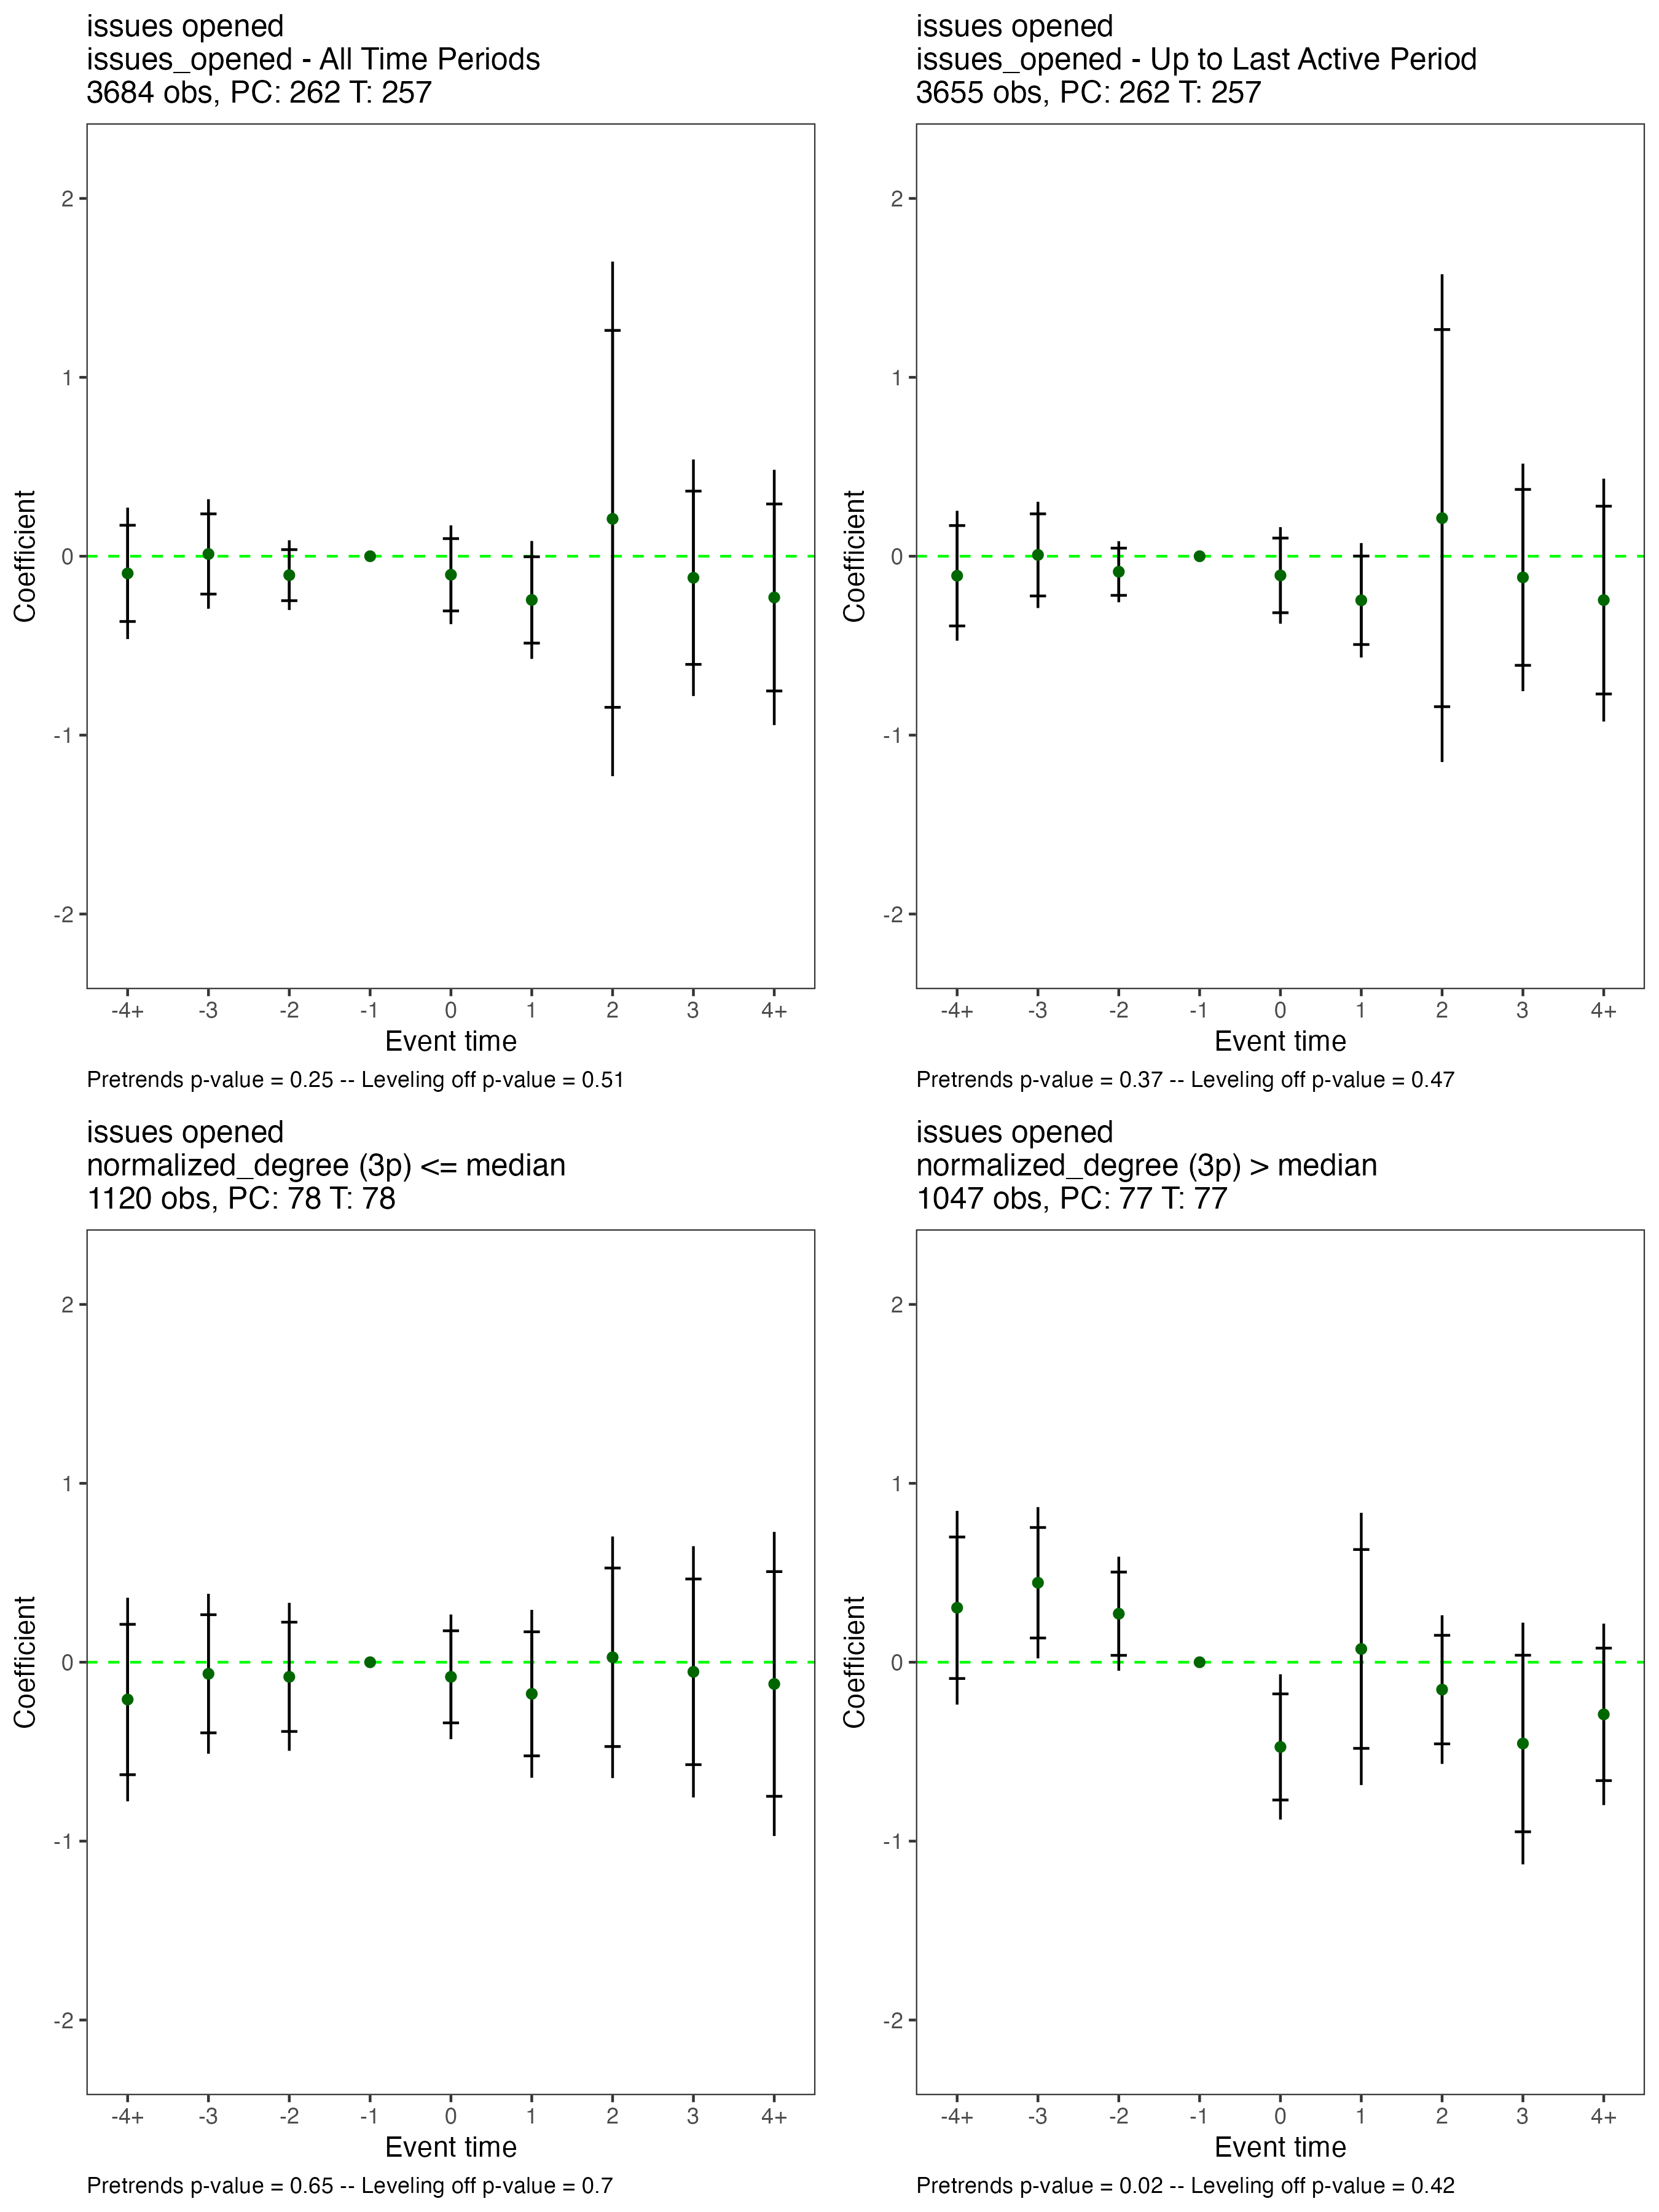 issues opened
issues_opened - All Time Periods
3684 obs, PC: 262 T: 257
2
1
0
-1
-2
Coefficient
-4+ -3 -2 -1 0 1 2 3 4+
Event time
Pretrends p-value = 0.25 -- Leveling off p-value = 0.51
issues opened
issues_opened - Up to Last Active Period
3655 obs, PC: 262 T: 257
2
1
0
-1
-2
Coefficient
-4+ -3 -2 -1 0 1 2 3 4+
Event time
Pretrends p-value = 0.37 -- Leveling off p-value = 0.47
issues opened
normalized_degree (3p) <= median
1120 obs, PC: 78 T: 78
2
1
0
-1
-2
Coefficient
-4+ -3 -2 -1 0 1 2 3 4+
Event time
Pretrends p-value = 0.65 -- Leveling off p-value = 0.7
issues opened
normalized_degree (3p) > median
1047 obs, PC: 77 T: 77
2
1
0
-1
-2
Coefficient
-4+ -3 -2 -1 0 1 2 3 4+
Event time
Pretrends p-value = 0.02 -- Leveling off p-value = 0.42